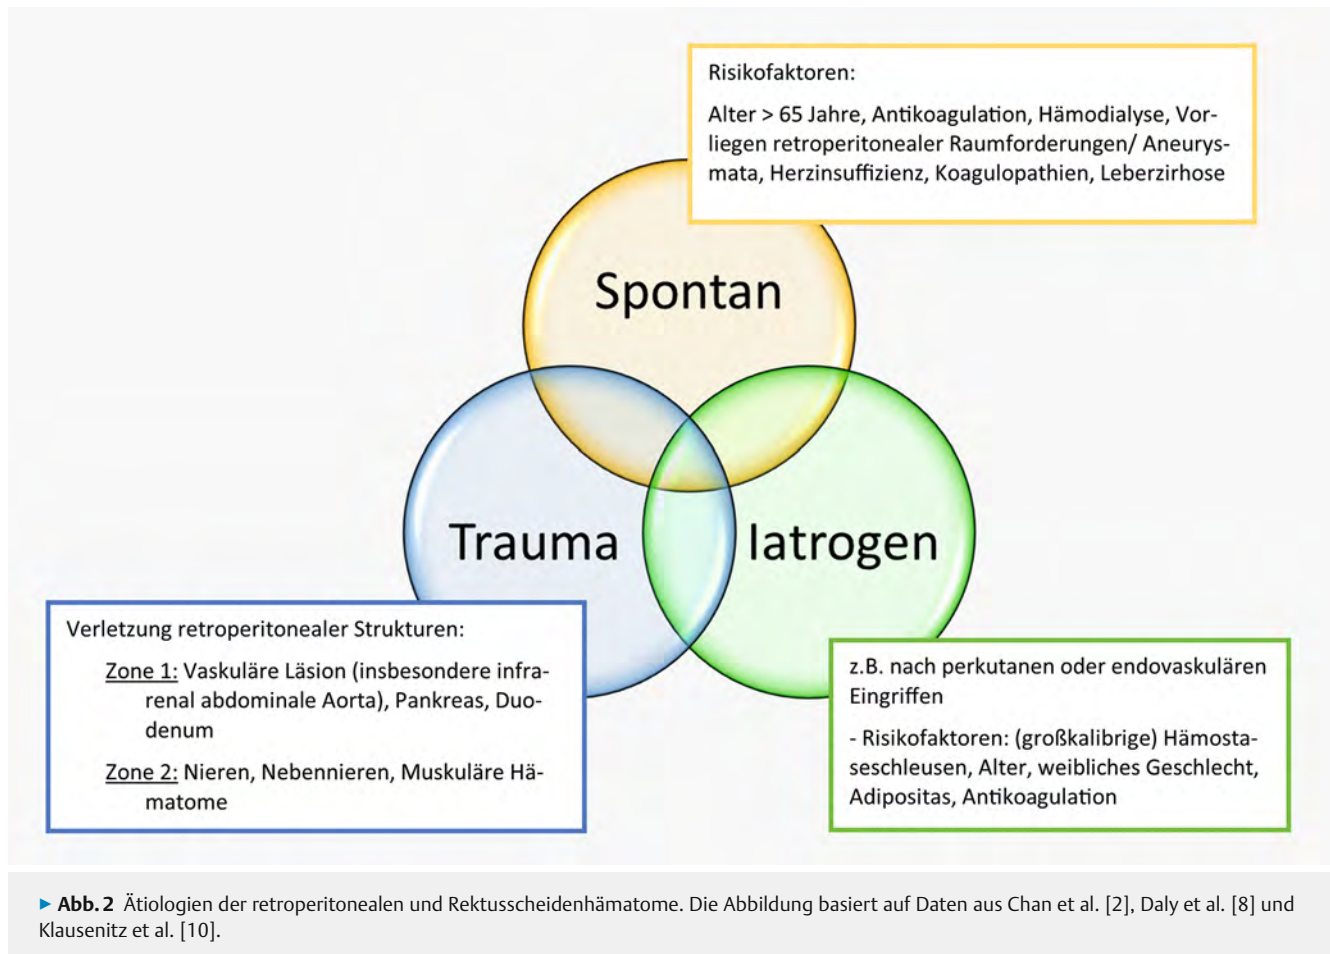 Risikofaktoren:
Alter > 65 Jahre, Antikoagulation, Hämodialyse, Vor-
liegen retroperitonealer Raumforderungen/ Aneurys-
mata, Herzinsuffizienz, Koagulopathien, Leberzirhose
Spontan
Trauma
Iatrogen
Verletzung retroperitonealer Strukturen:
Zone 1: Vaskuläre Läsion (insbesondere infra-
renal abdominale Aorta), Pankreas, Duo-
denum
Zone 2: Nieren, Nebennieren, Muskuläre Hä-
matome
z.B. nach perkutanen oder endovaskulären
Eingriffen
- Risikofaktoren: (großkalibrige) Hämosta-
seschleusen, Alter, weibliches Geschlecht,
Adipositas, Antikoagulation
▶ Abb. 2 Ätiologien der retroperitonealen und Rektusscheidenhämatome. Die Abbildung basiert auf Daten aus Chan et al. [2], Daly et al. [8] und
Klausenitz et al. [10].